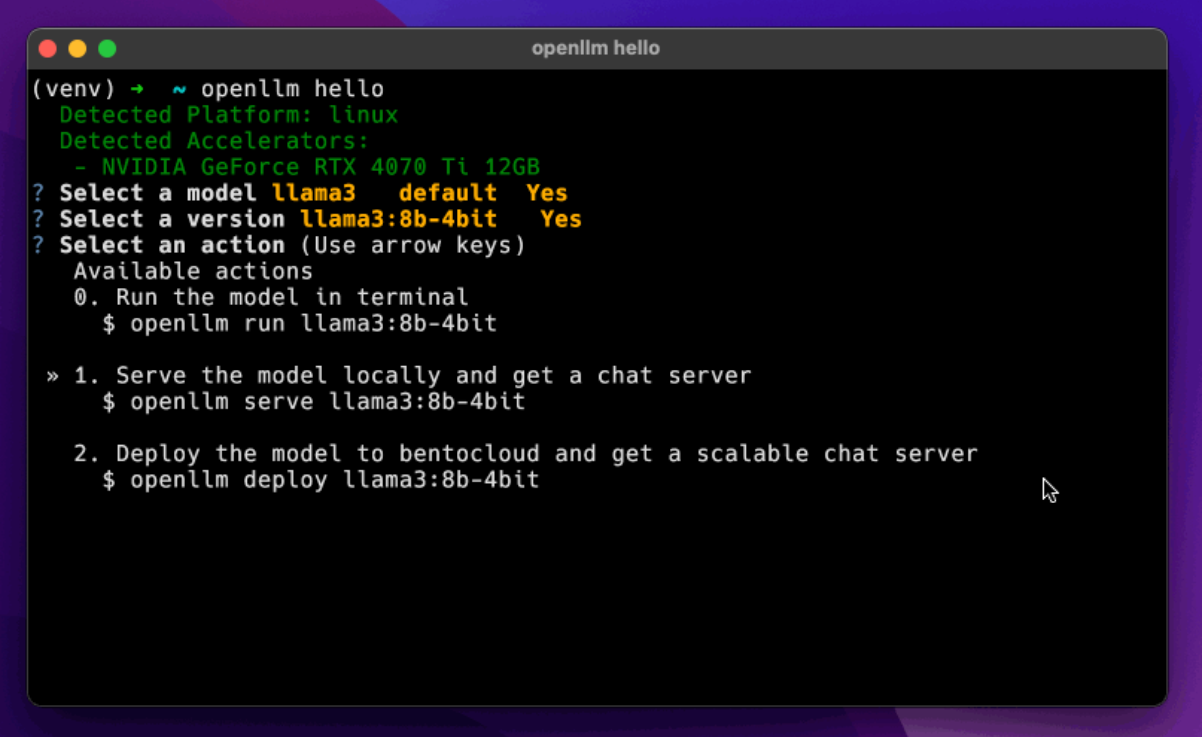 openllm hello
(venv) ➜  ~ openllm hello
  Detected Platform: linux
  Detected Accelerators:
   - NVIDIA GeForce RTX 4070 Ti 12GB
? Select a model llama3   default  Yes
? Select a version llama3:8b-4bit   Yes
? Select an action (Use arrow keys)
   Available actions
   0. Run the model in terminal
     $ openllm run llama3:8b-4bit
 » 1. Serve the model locally and get a chat server
     $ openllm serve llama3:8b-4bit
   2. Deploy the model to bentocloud and get a scalable chat server
     $ openllm deploy llama3:8b-4bit